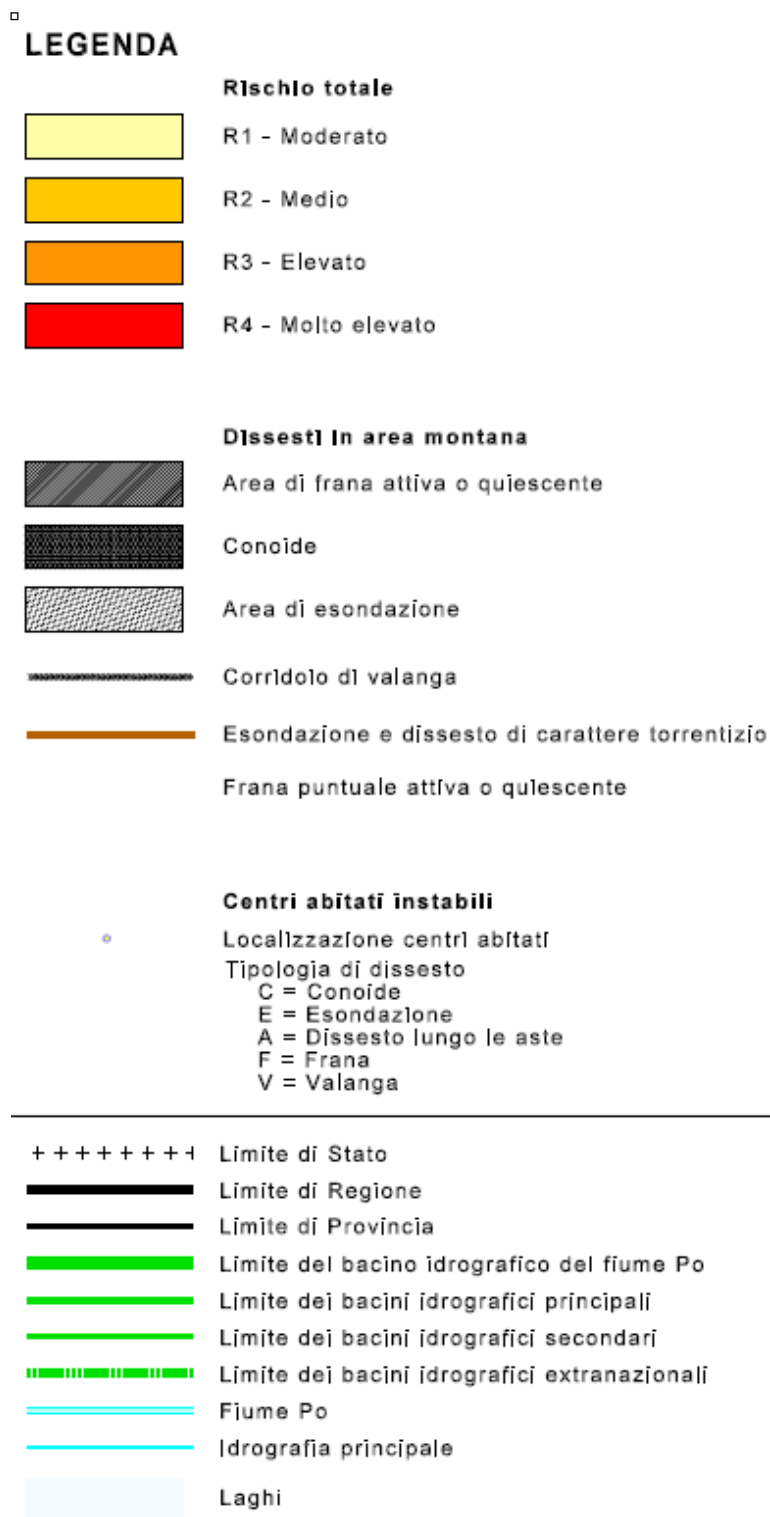 LEGENDA
Rischio totale
R1 - Moderato
R2 - Medio
R3 - Elevato
R4 - Molto elevato
Dissesti in area montana
Area di frana attiva o quiescente
Conoide
Area di esondazione
Corridoio di valanga
Esondazione e dissesto di carattere torrentizio
Frana puntuale attiva o quiescente
Centri abitati instabili
Localizzazione centri abitati
Tipologia di dissesto
C = Conoide
E = Esondazione
A = Dissesto lungo le aste
F = Frana
V = Valanga
Limite di Stato
Limite di Regione
Limite di Provincia
Limite del bacino idrografico del fiume Po
Limite dei bacini idrografici principali
Limite dei bacini idrografici secondari
Limite dei bacini idrografici extranazionali
Fiume Po
Idrografia principale
Laghi